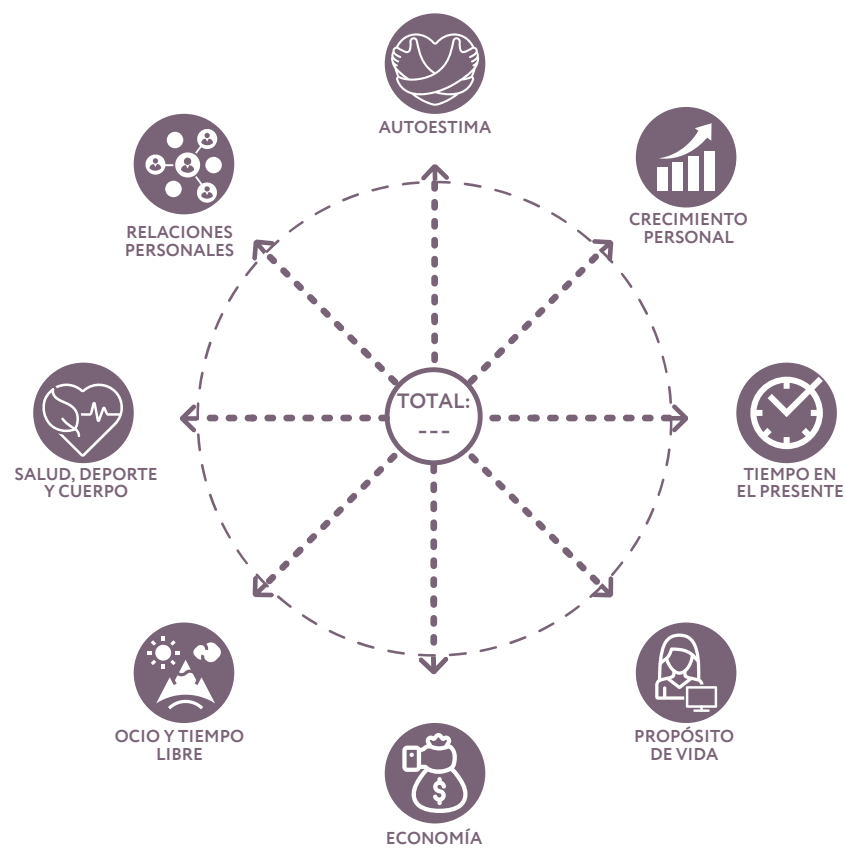 AUTOESTIMA
CRECIMIENTO
PERSONAL
RELACIONES
PERSONALES
TOTAL:
---
SALUD, DEPORTE
Y CUERPO
TIEMPO EN
EL PRESENTE
$
OCIO Y TIEMPO
LIBRE
PROPÓSITO
DE VIDA
ECONOMÍA